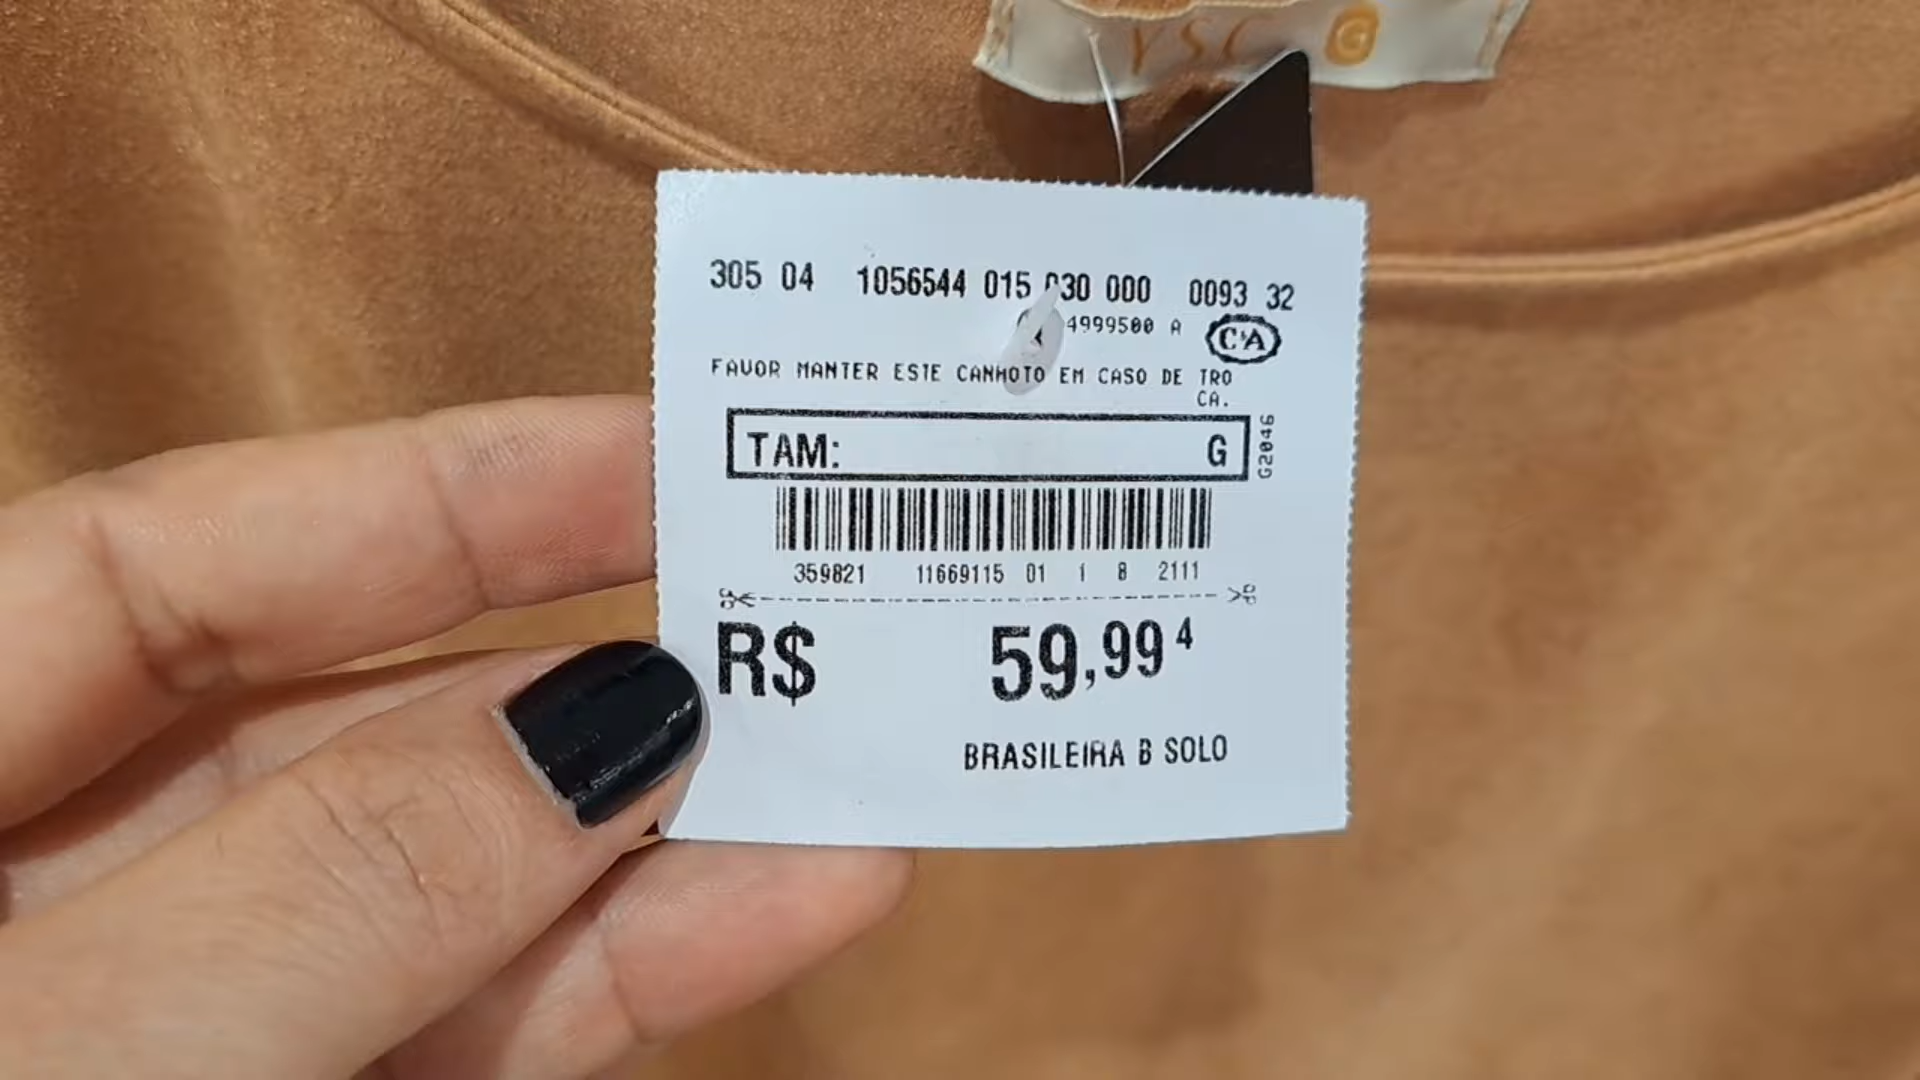 YSC G
305 04 1056544 015 030 000 0093 32
4999500 A C&A
FAVOR MANTER ESTE CANHOTO EM CASO DE TRO
CA.
TAM: G
G2046
359821 11669115 01 1 8 2111
R$ 59,99 4
BRASILEIRA B SOLO